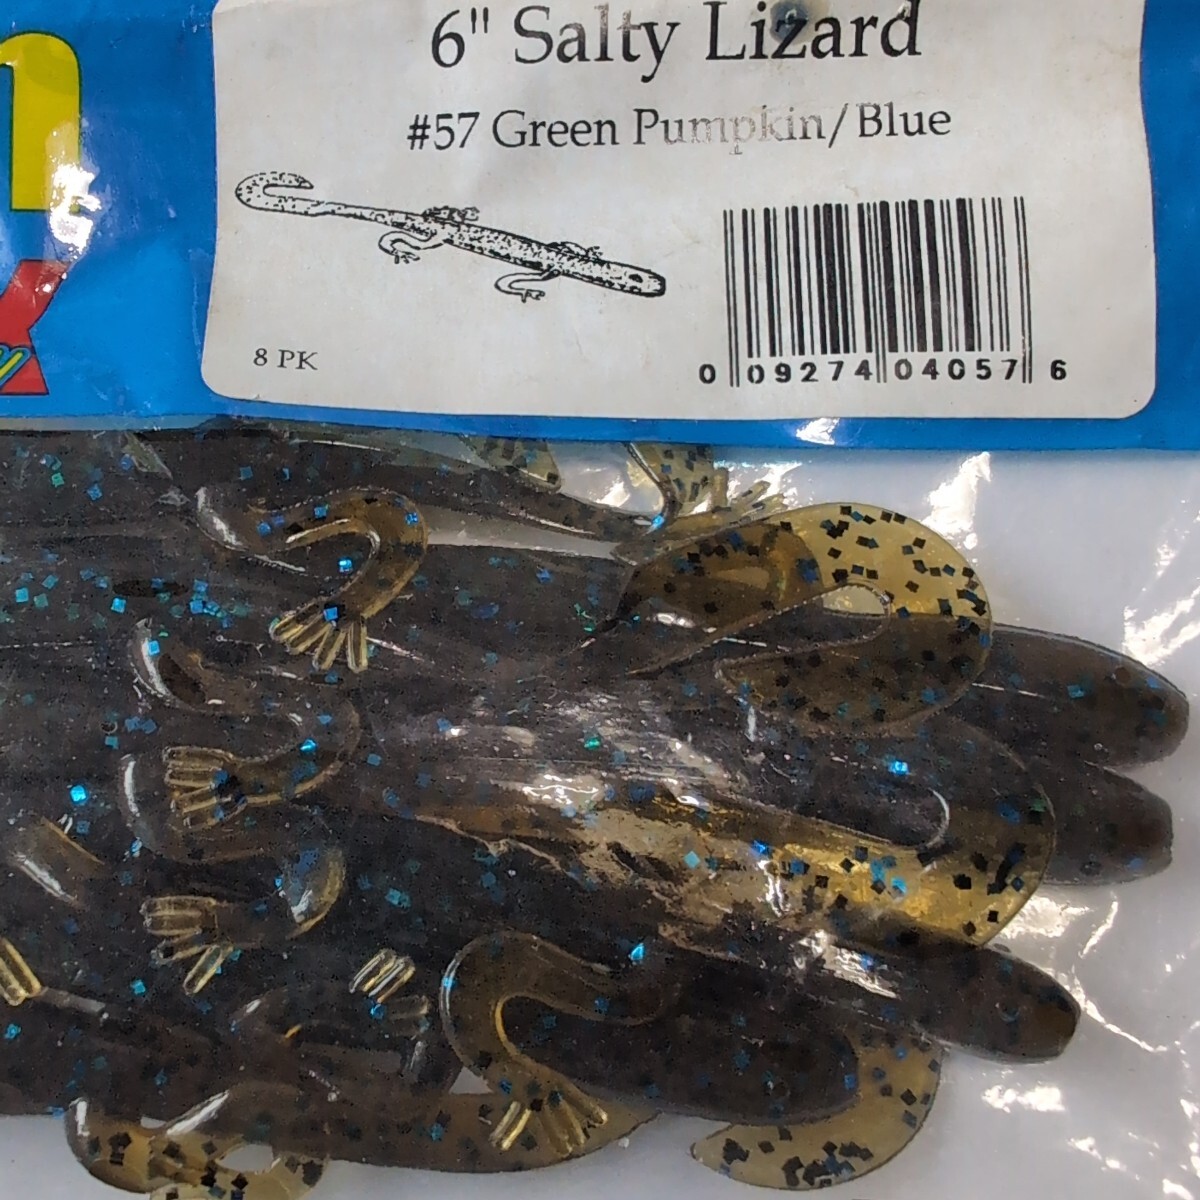 6" Salty Lizard
#57 Green Pumpkin/Blue
8 PK
0 09274 04057 6